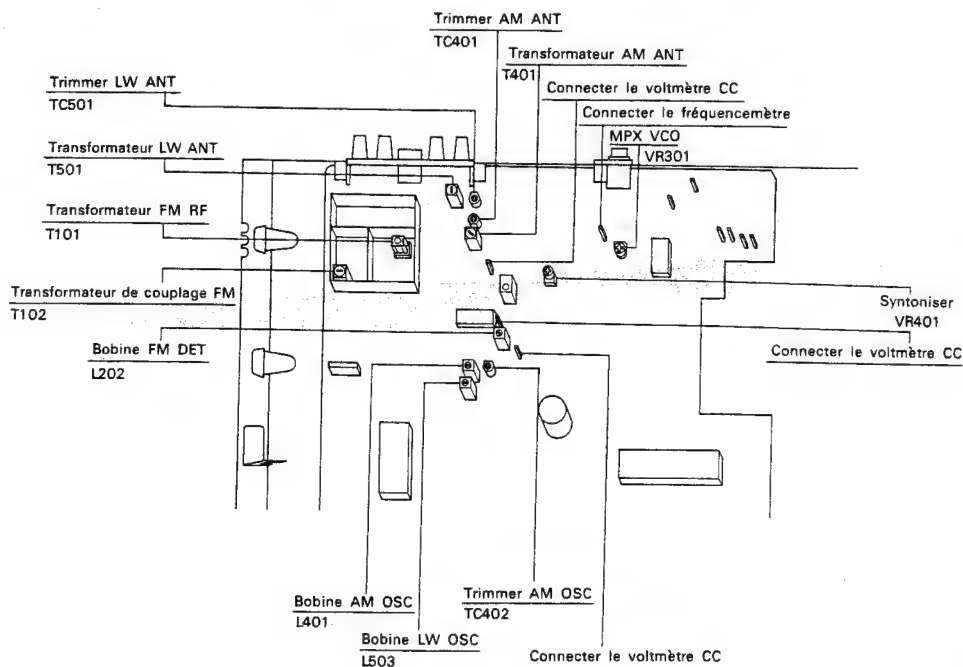 Trimmer AM ANT
TC401
Transformateur AM ANT
T401
Trimmer LW ANT
TC501
Connecter le voltmètre CC
Connecter le fréquencemètre
MPX VCO
VR301
Transformateur LW ANT
T501
Transformateur FM RF
T101
Transformateur de couplage FM
T102
Syntoniser
VR401
Bobine FM DET
L202
Connecter le voltmètre CC
Bobine AM OSC
L401
Trimmer AM OSC
TC402
Bobine LW OSC
L503
Connecter le voltmètre CC